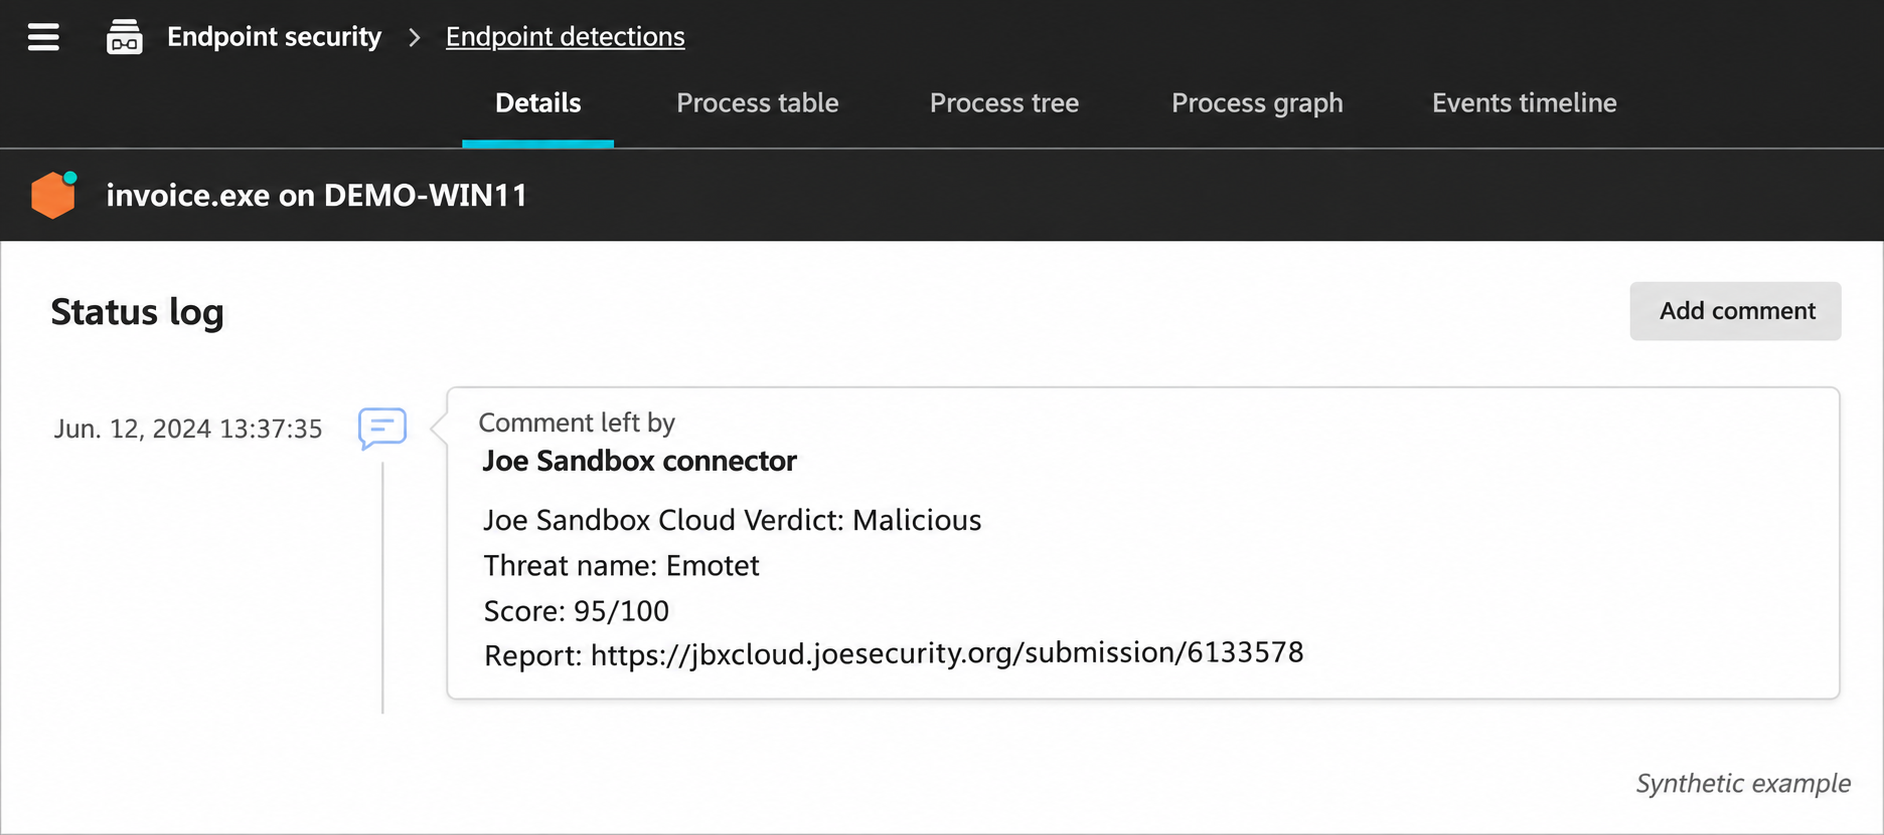 Endpoint security > Endpoint detections
Details Process table Process tree Process graph Events timeline
invoice.exe on DEMO-WIN11
Status log
Add comment
Jun. 12, 2024 13:37:35
Comment left by
Joe Sandbox connector
Joe Sandbox Cloud Verdict: Malicious
Threat name: Emotet
Score: 95/100
Report: https://jbxcloud.joesecurity.org/submission/6133578
Synthetic example